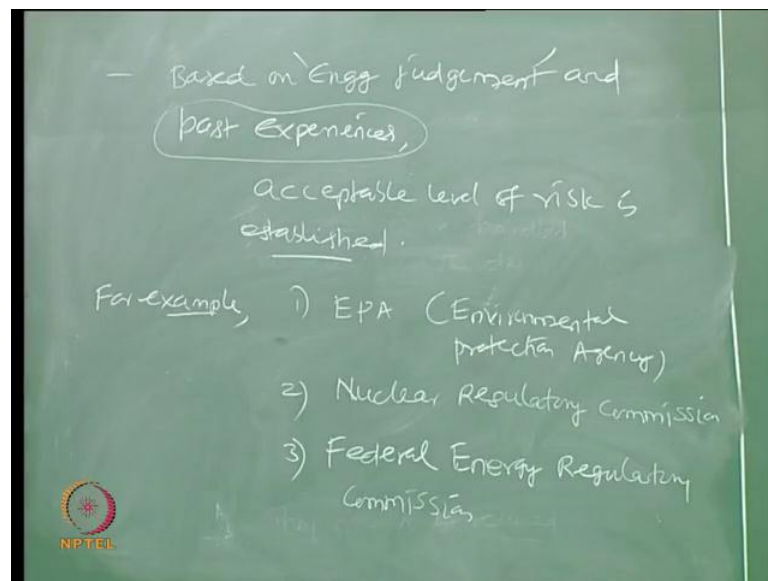 — Based on "Engg judgement" and
past experiences,
acceptable level of risk is
established.
For example, 1) EPA (Environmental
protection Agency)
2) Nuclear Regulatory Commission
3) Federal Energy Regulatory
Commission
NPTEL